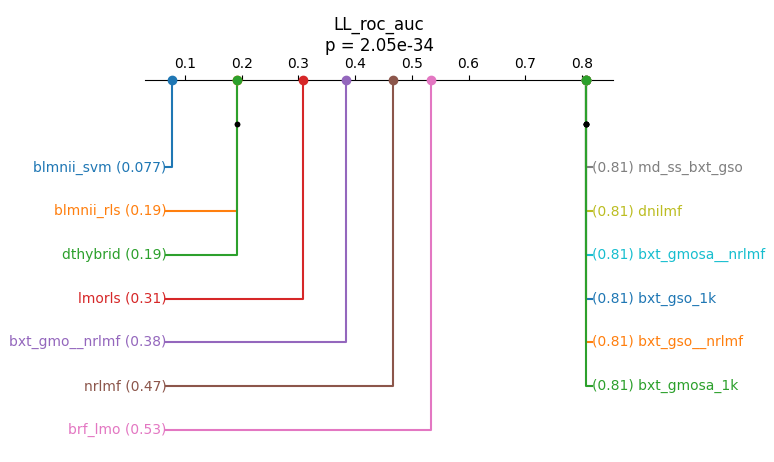 LL_roc_auc
p = 2.05e-34
0.1 0.2 0.3 0.4 0.5 0.6 0.7 0.8
blmnii_svm (0.077)
(0.81) md_ss_bxt_gso
blmnii_rls (0.19)
(0.81) dnilmf
dthybrid (0.19)
(0.81) bxt_gmosa__nrlmf
lmorls (0.31)
(0.81) bxt_gso_1k
bxt_gmo__nrlmf (0.38)
(0.81) bxt_gso__nrlmf
nrlmf (0.47)
(0.81) bxt_gmosa_1k
brf_lmo (0.53)